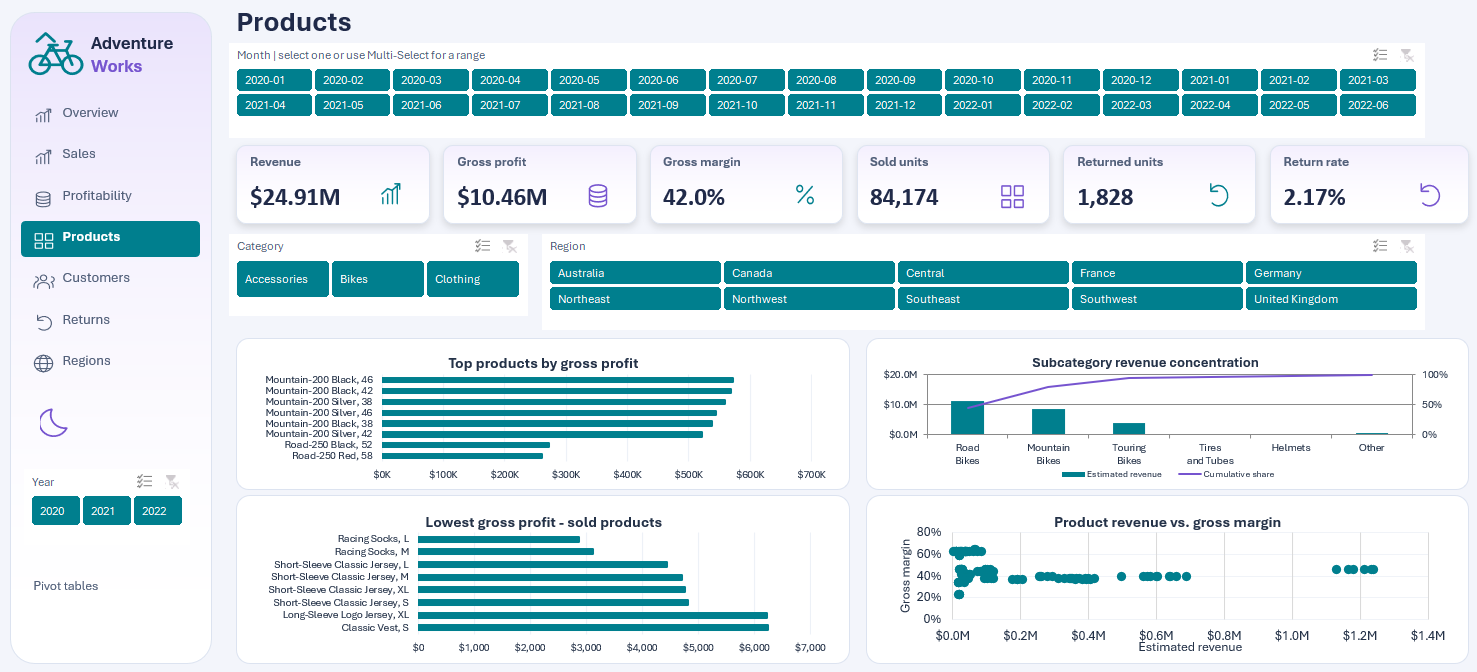 Adventure
Works
Overview
Sales
Profitability
Products
Customers
Returns
Regions
Year
2020 2021 2022
Pivot tables
Products
Month | select one or use Multi-Select for a range
2020-01 2020-02 2020-03 2020-04 2020-05 2020-06 2020-07 2020-08 2020-09 2020-10 2020-11 2020-12 2021-01 2021-02 2021-03
2021-04 2021-05 2021-06 2021-07 2021-08 2021-09 2021-10 2021-11 2021-12 2022-01 2022-02 2022-03 2022-04 2022-05 2022-06
Revenue Gross profit Gross margin Sold units Returned units Return rate
$24.91M $10.46M 42.0% % 84,174 1,828 2.17%
Category
Accessories Bikes Clothing
Region
Australia Canada Central France Germany
Northeast Northwest Southeast Southwest United Kingdom
Top products by gross profit
Mountain-200 Black, 46
Mountain-200 Black, 42
Mountain-200 Silver, 38
Mountain-200 Silver, 46
Mountain-200 Black, 38
Mountain-200 Silver, 42
Road-250 Black, 52
Road-250 Red, 58
$0K $100K $200K $300K $400K $500K $600K $700K
Subcategory revenue concentration
$20.0M 100%
$10.0M 50%
$0.0M 0%
Road Mountain Touring Tires Helmets Other
Bikes Bikes Bikes and Tubes
Estimated revenue Cumulative share
Lowest gross profit - sold products
Racing Socks, L
Racing Socks, M
Short-Sleeve Classic Jersey, L
Short-Sleeve Classic Jersey, M
Short-Sleeve Classic Jersey, XL
Short-Sleeve Classic Jersey, S
Long-Sleeve Logo Jersey, XL
Classic Vest, S
$0 $1,000 $2,000 $3,000 $4,000 $5,000 $6,000 $7,000
Product revenue vs. gross margin
Gross margin
80%
60%
40%
20%
0%
$0.0M $0.2M $0.4M $0.6M $0.8M $1.0M $1.2M $1.4M
Estimated revenue